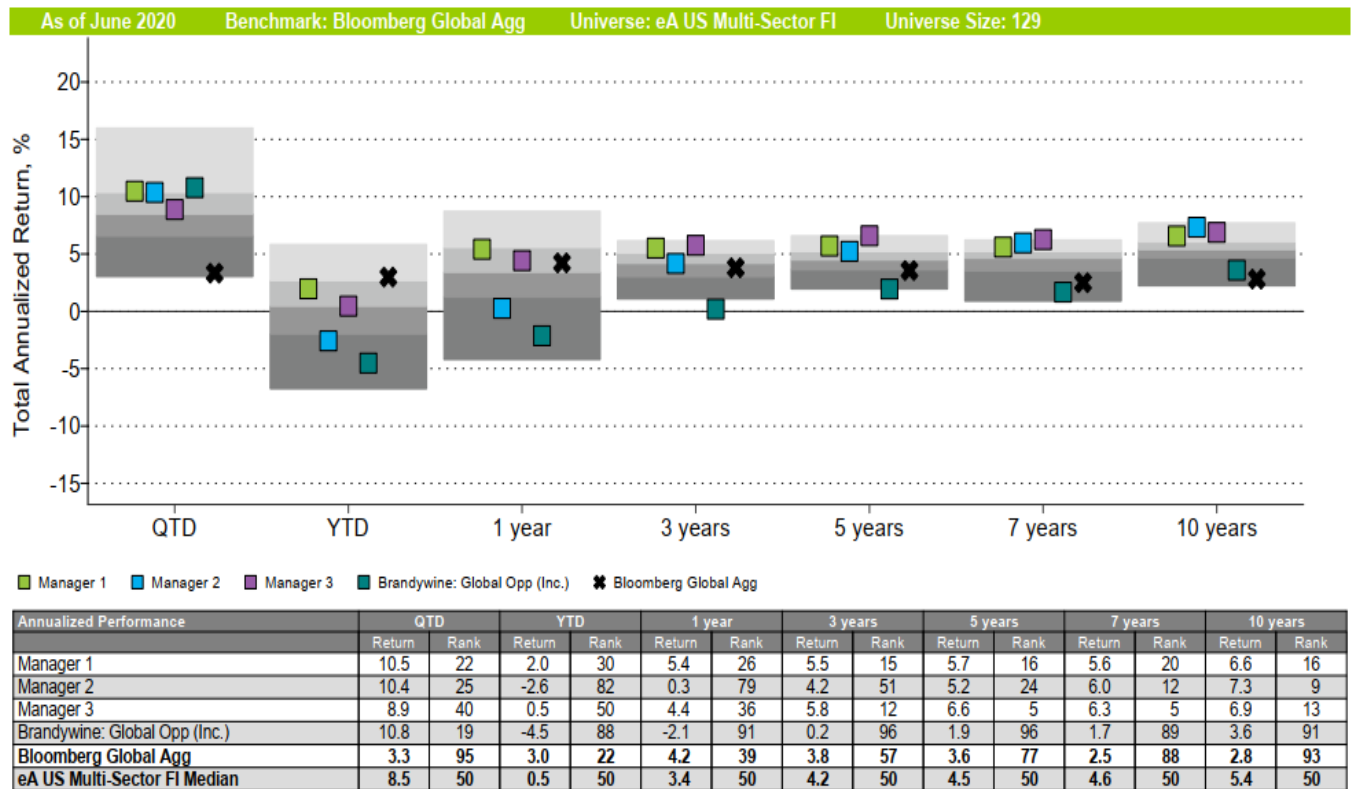 As of June 2020 Benchmark: Bloomberg Global Agg Universe: eA US Multi-Sector FI Universe Size: 129
Total Annualized Return, %
20
15
10
5
0
-5
-10
-15
QTD YTD 1 year 3 years 5 years 7 years 10 years
Manager 1 Manager 2 Manager 3 Brandywine: Global Opp (Inc.) Bloomberg Global Agg
Annualized Performance QTD YTD 1 year 3 years 5 years 7 years 10 years
Return Rank Return Rank Return Rank Return Rank Return Rank Return Rank Return Rank
Manager 1 10.5 22 2.0 30 5.4 26 5.5 15 5.7 16 5.6 20 6.6 16
Manager 2 10.4 25 -2.6 82 0.3 79 4.2 51 5.2 24 6.0 12 7.3 9
Manager 3 8.9 40 0.5 50 4.4 36 5.8 12 6.6 5 6.3 5 6.9 13
Brandywine: Global Opp (Inc.) 10.8 19 -4.5 88 -2.1 91 0.2 96 1.9 96 1.7 89 3.6 91
Bloomberg Global Agg 3.3 95 3.0 22 4.2 39 3.8 57 3.6 77 2.5 88 2.8 93
eA US Multi-Sector FI Median 8.5 50 0.5 50 3.4 50 4.2 50 4.5 50 4.6 50 5.4 50